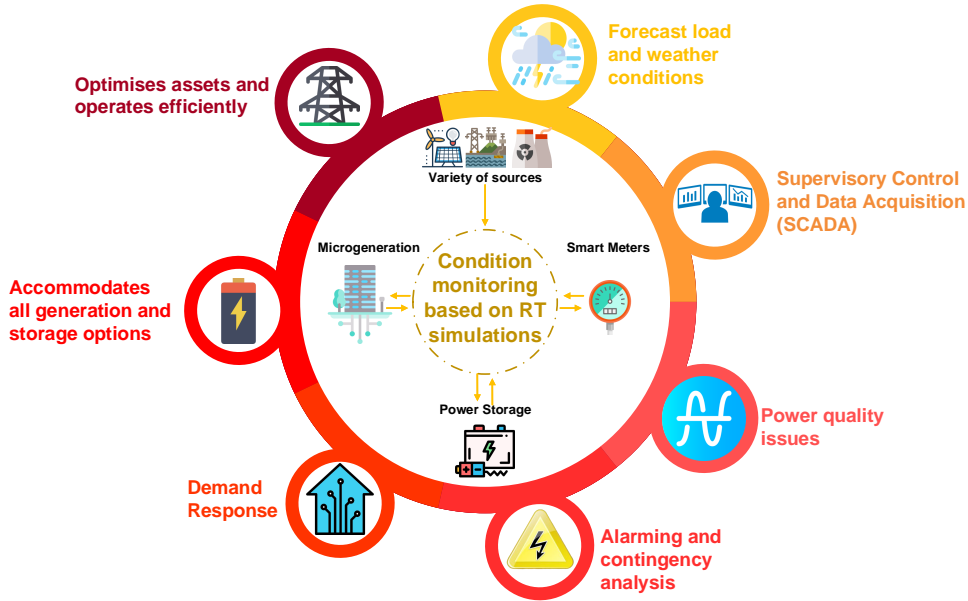 Forecast load
and weather
conditions
Optimises assets and
operates efficiently
Variety of sources
Supervisory Control
and Data Acquisition
(SCADA)
Microgeneration
Smart Meters
Condition
monitoring
based on RT
simulations
Accommodates
all generation and
storage options
Power Storage
Power quality
issues
Demand
Response
Alarming and
contingency
analysis